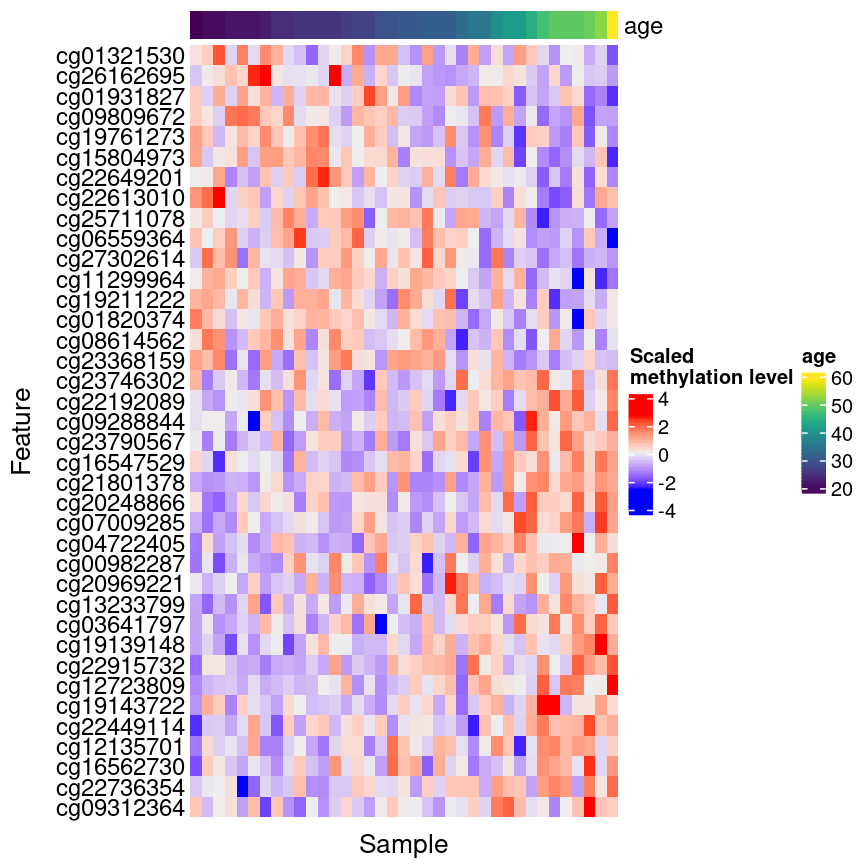 age
cg01321530
cg26162695
cg01931827
cg09809672
cg19761273
cg15804973
cg22649201
cg22613010
cg25711078
cg06559364
cg27302614
cg11299964
cg19211222
cg01820374
cg08614562
cg23368159
cg23746302
cg22192089
cg09288844
cg23790567
cg16547529
cg21801378
cg20248866
cg07009285
cg04722405
cg00982287
cg20969221
cg13233799
cg03641797
cg19139148
cg22915732
cg12723809
cg19143722
cg22449114
cg12135701
cg16562730
cg22736354
cg09312364
Feature
Sample
Scaled
methylation level
4
2
0
-2
-4
age
60
50
40
30
20